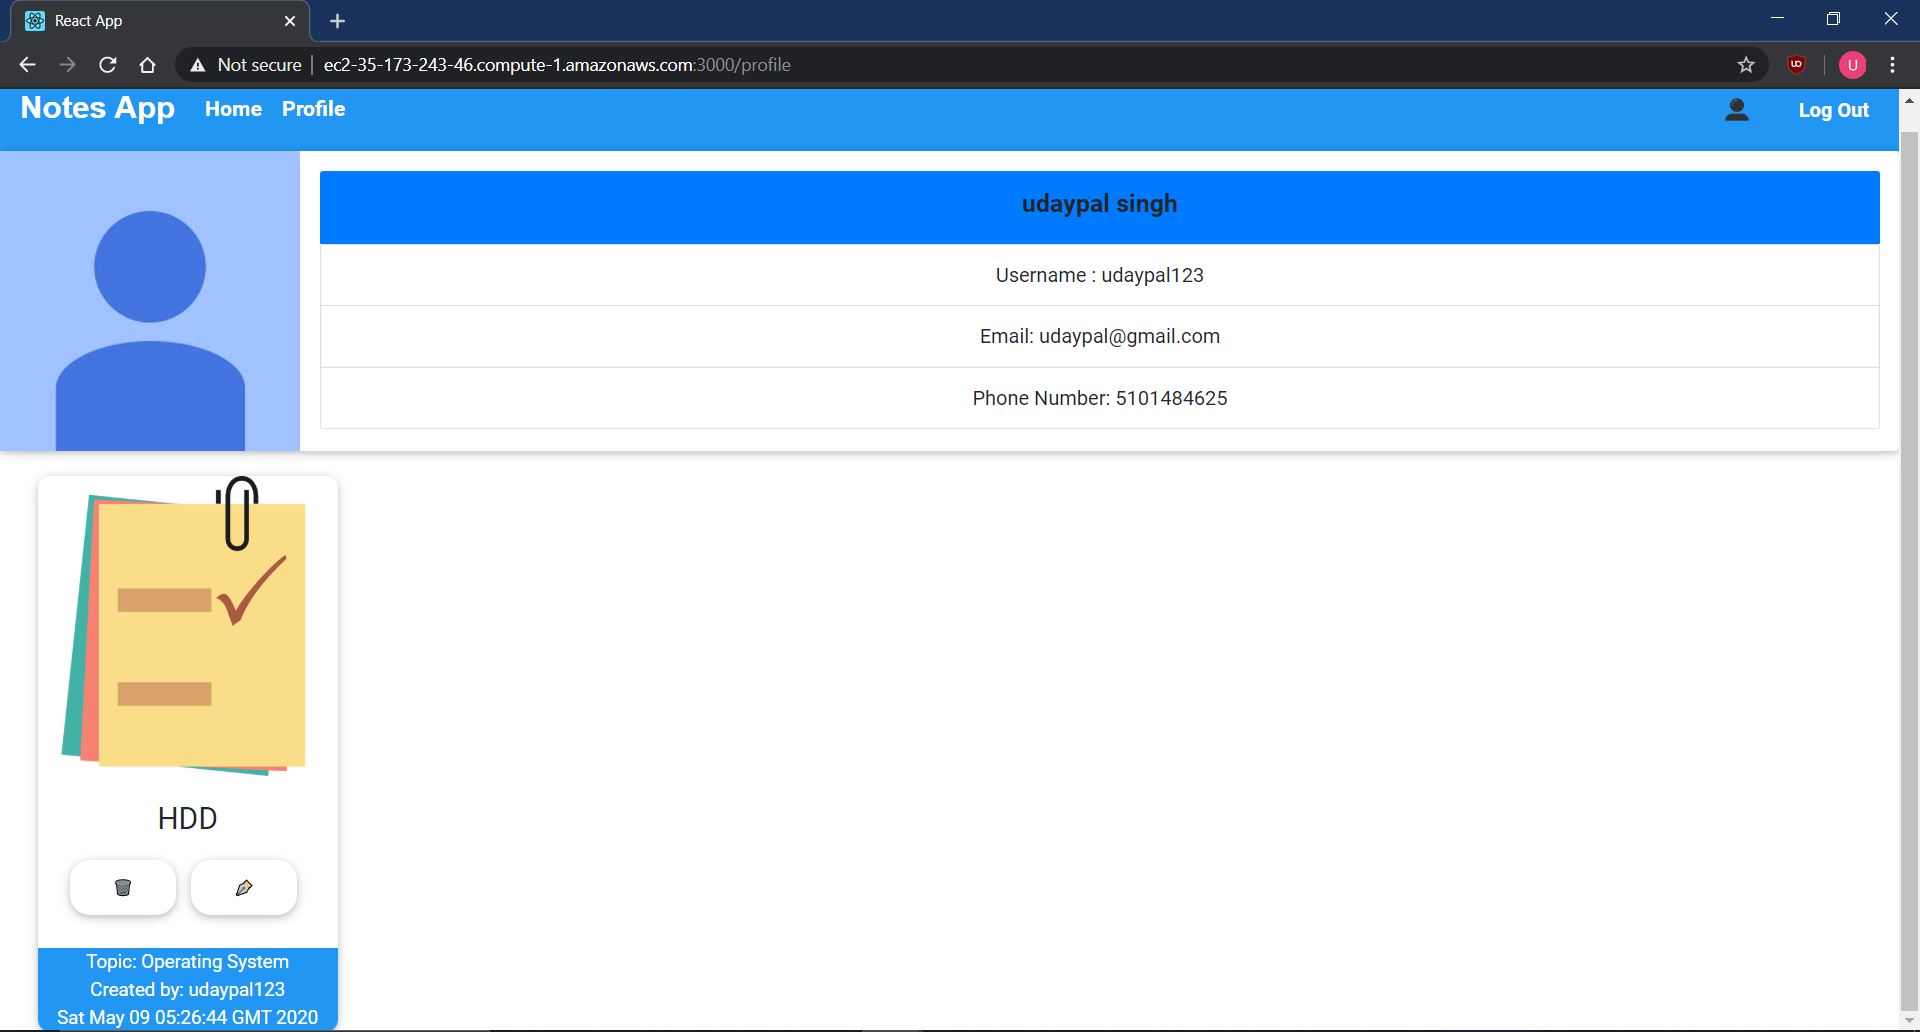 React App
Not secure | ec2-35-173-243-46.compute-1.amazonaws.com:3000/profile
U
Notes App Home Profile Log Out
udaypal singh
Username : udaypal123
Email: udaypal@gmail.com
Phone Number: 5101484625
HDD
Topic: Operating System
Created by: udaypal123
Sat May 09 05:26:44 GMT 2020